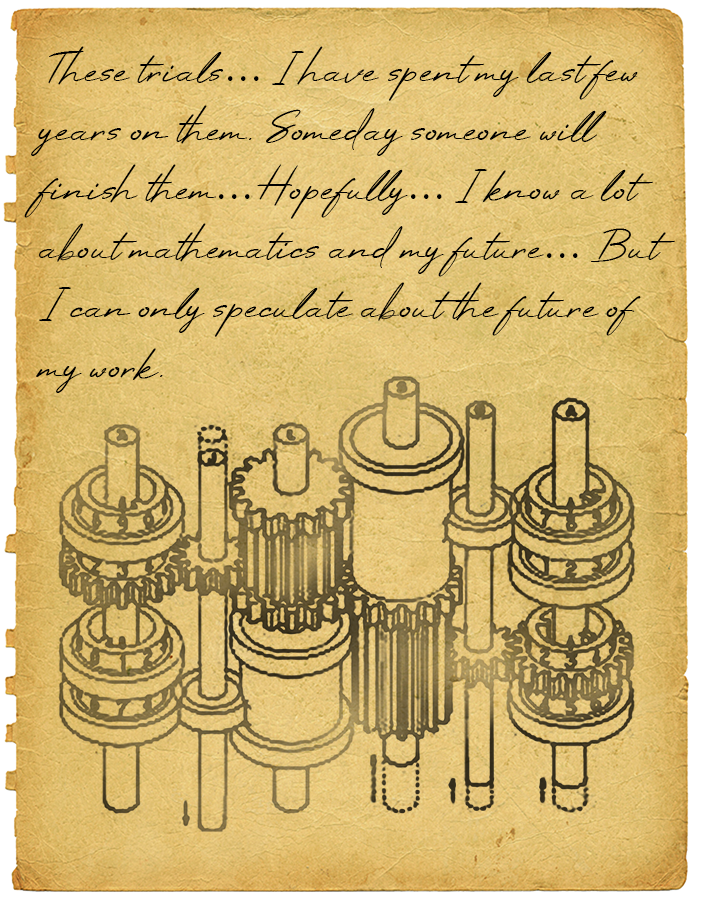 These trials... I have spent my last few
years on them. Someday someone will
finish them...Hopefully... I know a lot
about mathematics and my future... But
I can only speculate about the future of
my work.